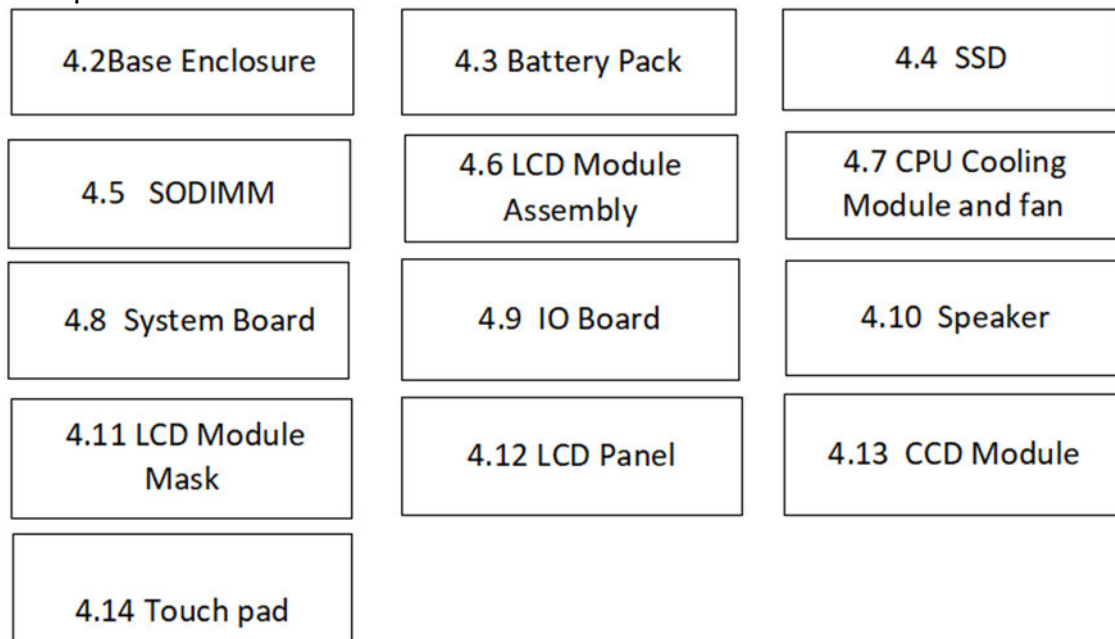 4.2Base Enclosure
4.3 Battery Pack
4.4 SSD
4.5 SODIMM
4.6 LCD Module
Assembly
4.7 CPU Cooling
Module and fan
4.8 System Board
4.9 IO Board
4.10 Speaker
4.11 LCD Module
Mask
4.12 LCD Panel
4.13 CCD Module
4.14 Touch pad